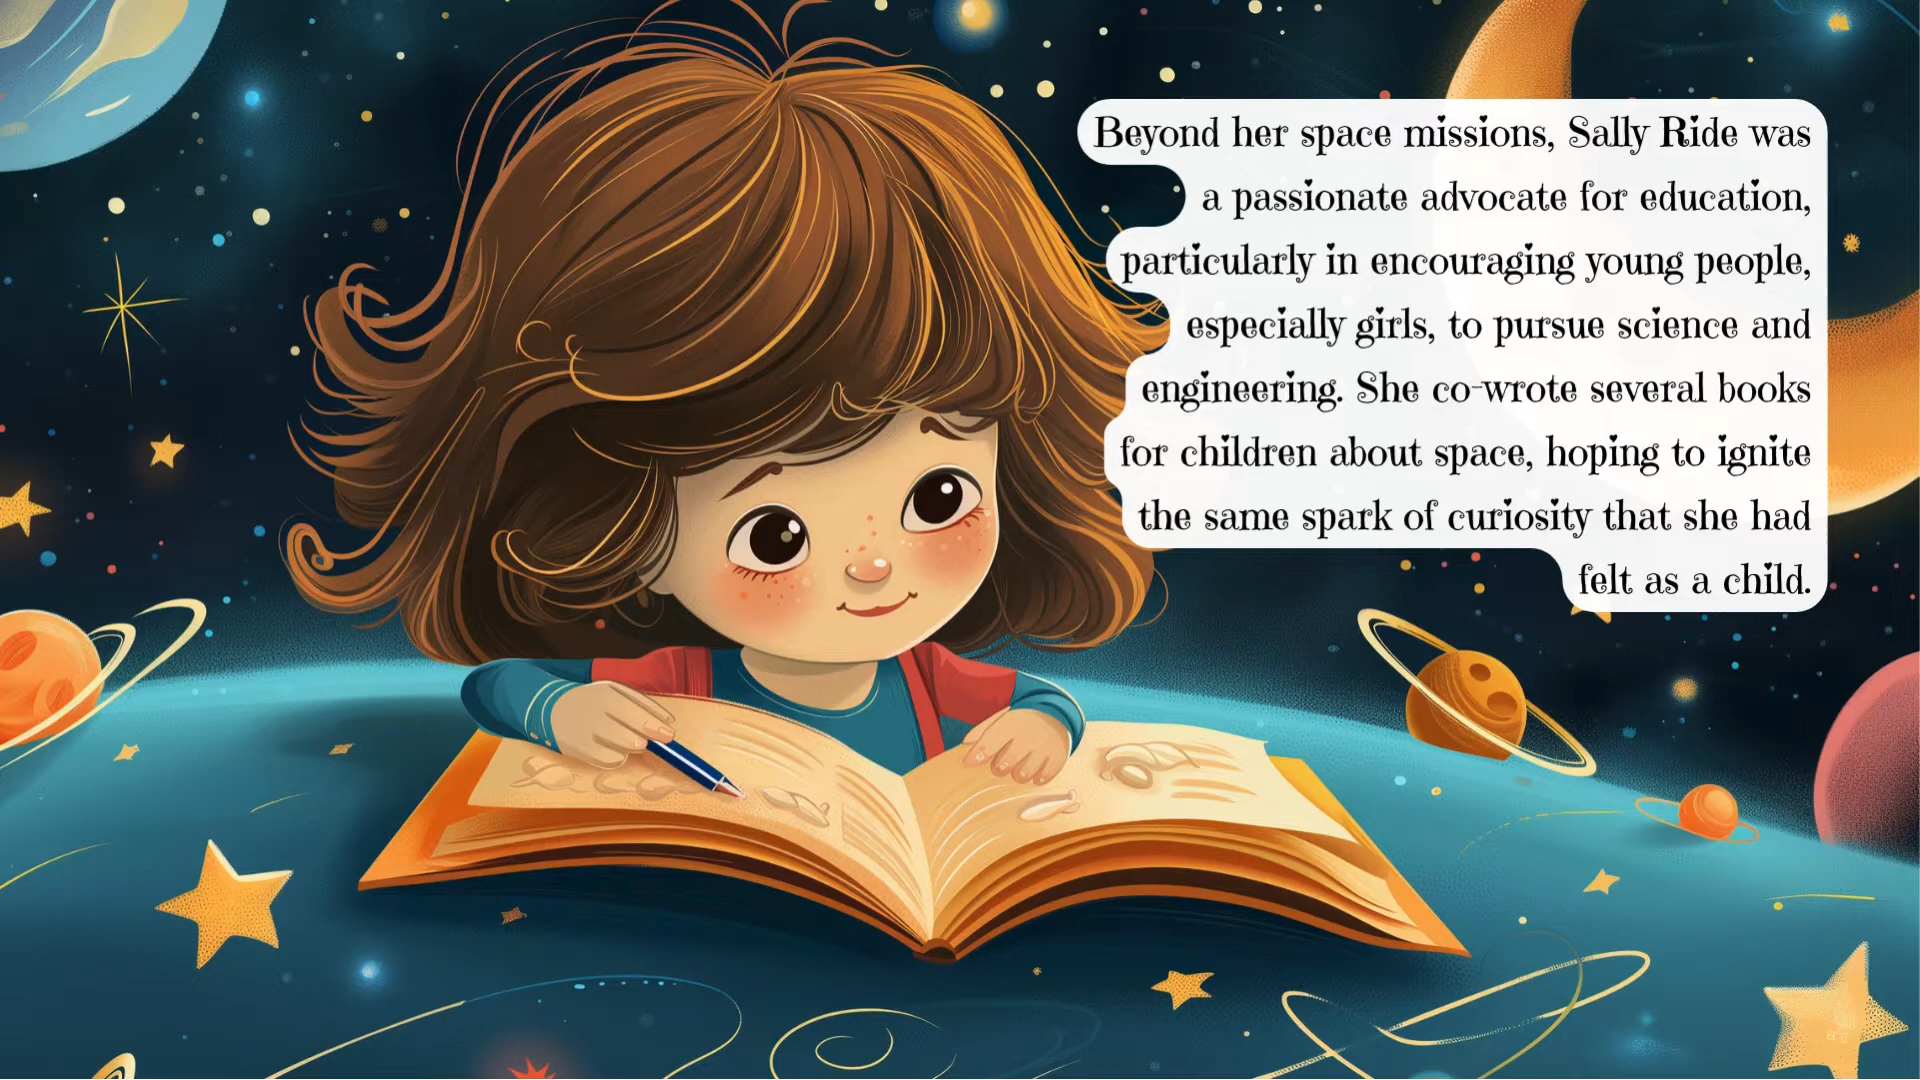 Beyond her space missions, Sally Ride was
a passionate advocate for education,
particularly in encouraging young people,
especially girls, to pursue science and
engineering. She co-wrote several books
for children about space, hoping to ignite
the same spark of curiosity that she had
felt as a child.